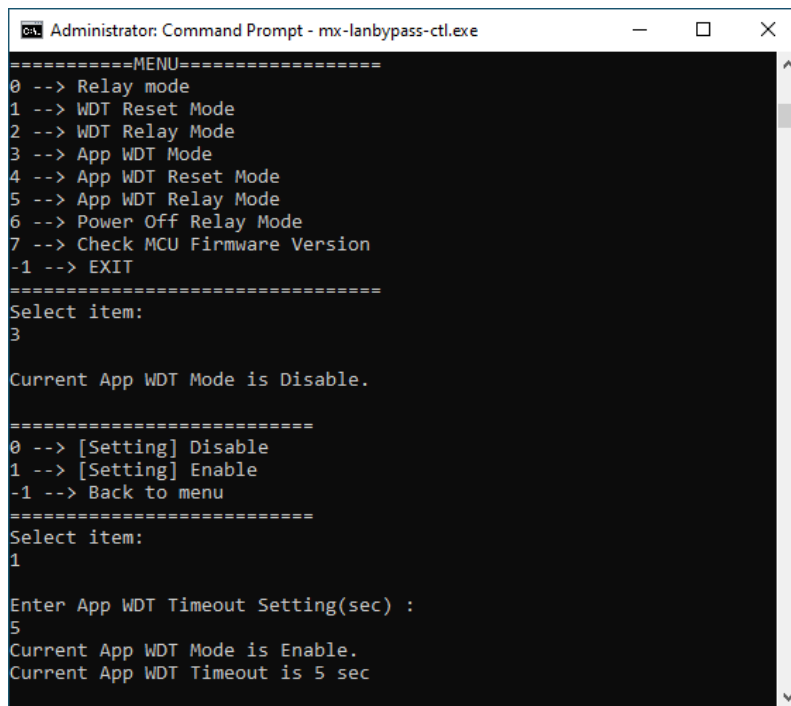 Administrator: Command Prompt - mx-lanbypass-ctl.exe
===========MENU==================
0 --> Relay mode
1 --> WDT Reset Mode
2 --> WDT Relay Mode
3 --> App WDT Mode
4 --> App WDT Reset Mode
5 --> App WDT Relay Mode
6 --> Power Off Relay Mode
7 --> Check MCU Firmware Version
-1 --> EXIT
=================================
Select item:
3
Current App WDT Mode is Disable.
===========================
0 --> [Setting] Disable
1 --> [Setting] Enable
-1 --> Back to menu
===========================
Select item:
1
Enter App WDT Timeout Setting(sec) :
5
Current App WDT Mode is Enable.
Current App WDT Timeout is 5 sec